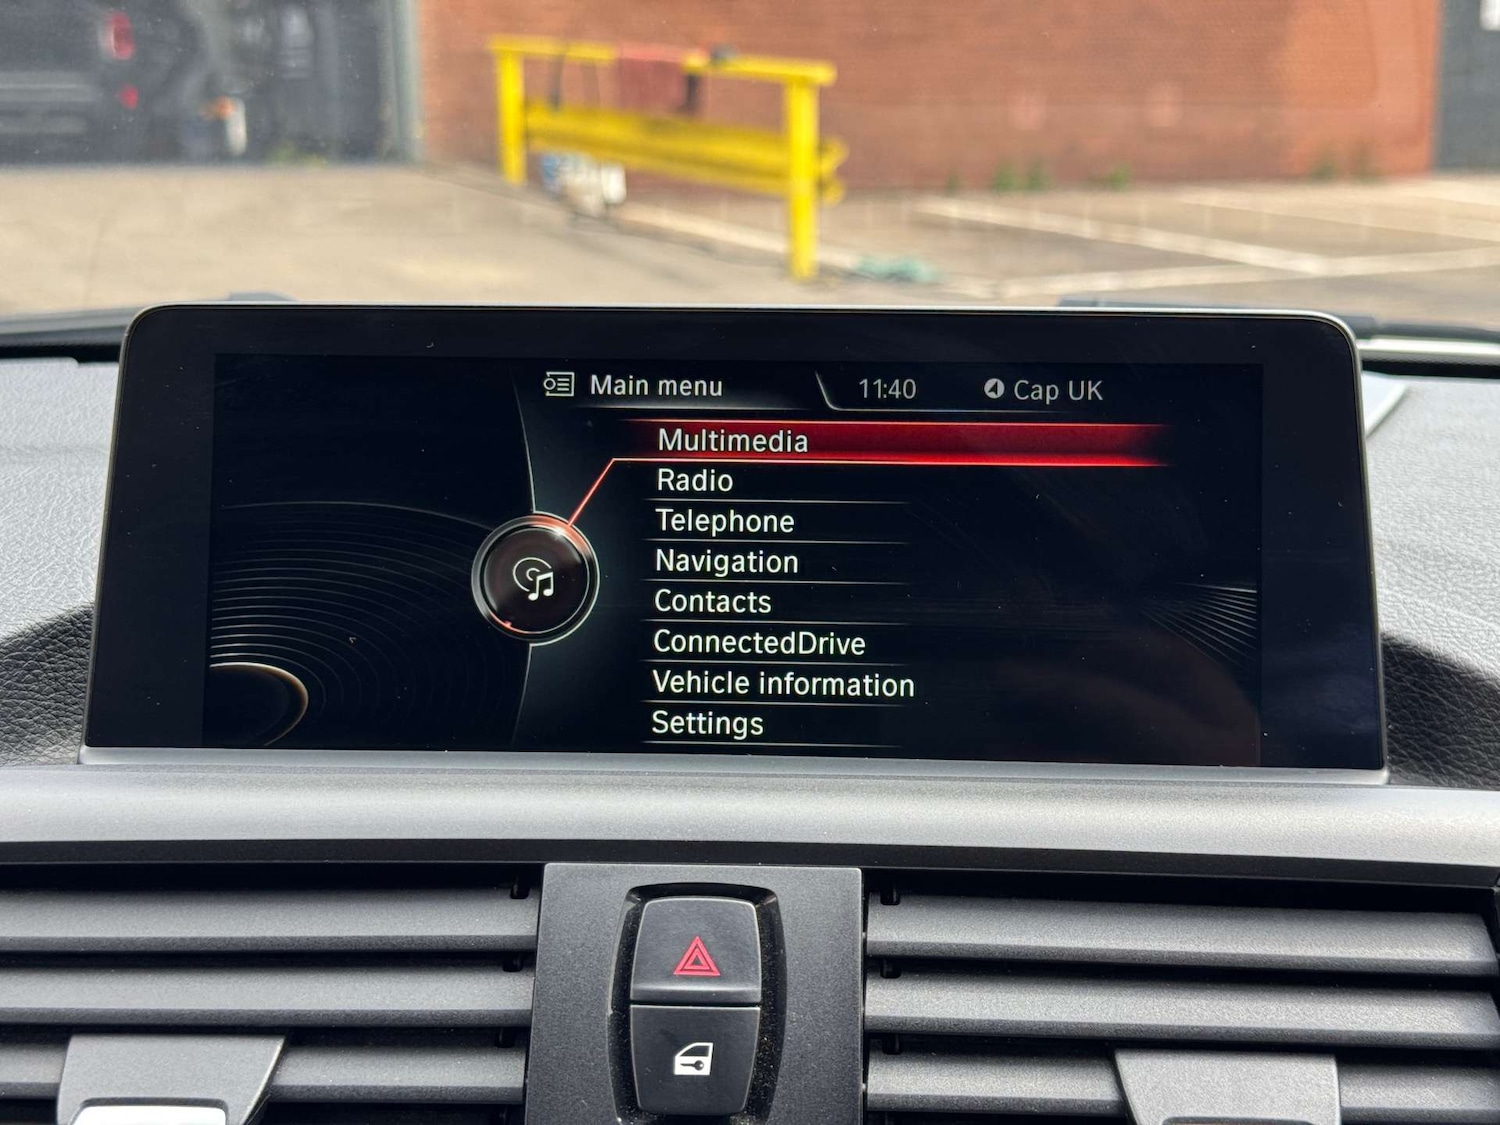 Main menu
11:40
Cap UK
Multimedia
Radio
Telephone
Navigation
Contacts
ConnectedDrive
Vehicle information
Settings